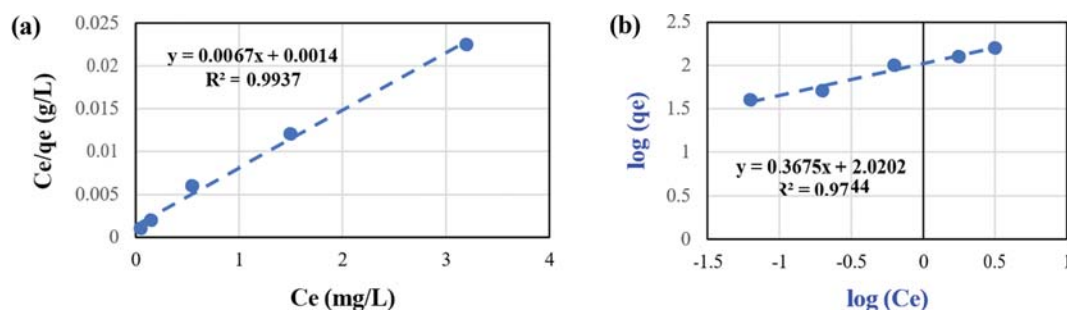 (a)
0.025
0.02
0.015
0.01
0.005
0
y = 0.0067x + 0.0014
R² = 0.9937
Ce/qe (g/L)
0 1 2 3 4
Ce (mg/L)
(b)
2.5
2
1.5
1
0.5
0
y = 0.3675x + 2.0202
R² = 0.9744
log (qe)
-1.5 -1 -0.5 0 0.5 1
log (Ce)